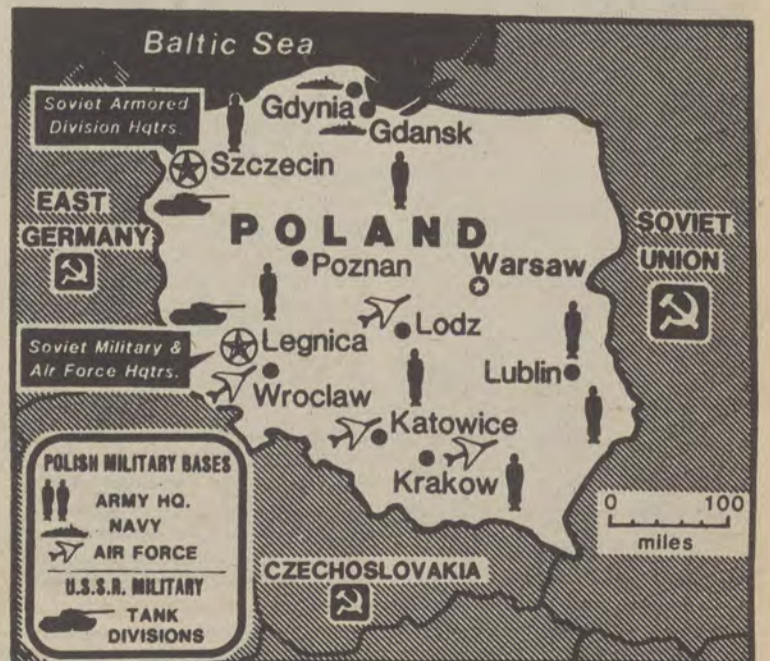 Baltic Sea
Soviet Armored
Division Hqtrs.
Gdynia
Gdansk
Szczecin
EAST
GERMANY
POLAND
SOVIET
UNION
Poznan
Warsaw
Lodz
Soviet Military &
Air Force Hqtrs.
Legnica
Lublin
Wroclaw
Katowice
Krakow
POLISH MILITARY BASES
ARMY HQ.
NAVY
AIR FORCE
U.S.S.R. MILITARY
TANK
DIVISIONS
0 100
miles
CZECHOSLOVAKIA